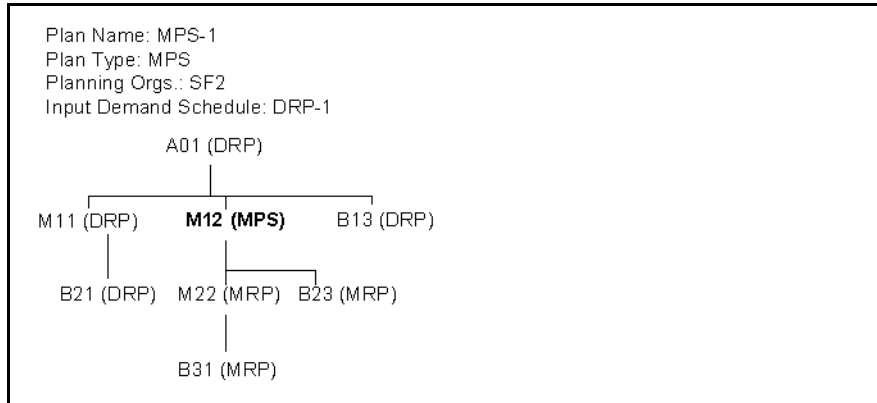 Plan Name: MPS-1
Plan Type: MPS
Planning Orgs.: SF2
Input Demand Schedule: DRP-1
A01 (DRP)
M11 (DRP) M12 (MPS) B13 (DRP)
B21 (DRP) M22 (MRP) B23 (MRP)
B31 (MRP)